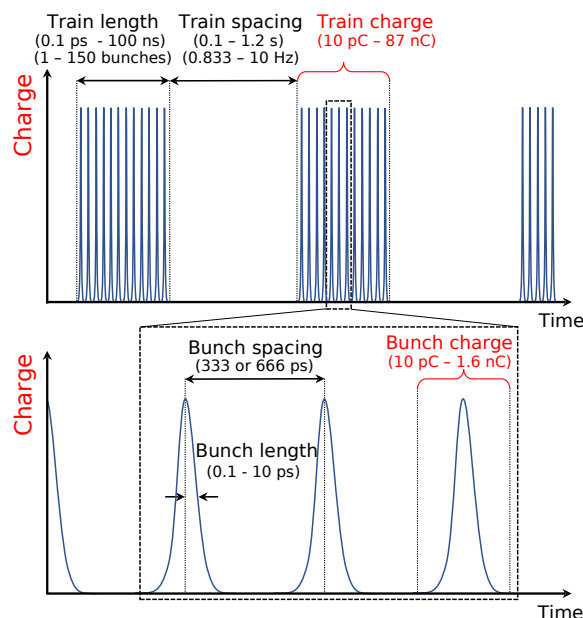 Train length
(0.1 ps - 100 ns)
(1 – 150 bunches)
Train spacing
(0.1 – 1.2 s)
(0.833 – 10 Hz)
Train charge
(10 pC – 87 nC)
Charge
Time
Bunch spacing
(333 or 666 ps)
Bunch charge
(10 pC – 1.6 nC)
Charge
Bunch length
(0.1 - 10 ps)
Time